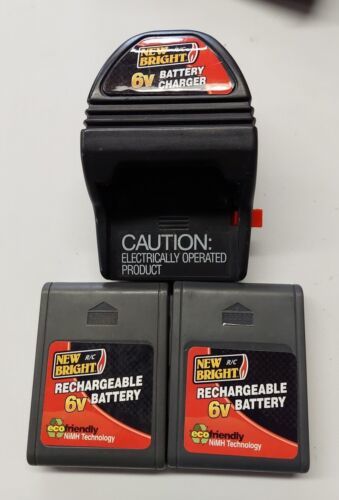 NEW
BRIGHT R/C
6v BATTERY
CHARGER
CAUTION:
ELECTRICALLY OPERATED
PRODUCT
NEW R/C
BRIGHT
RECHARGEABLE
6v BATTERY
eco friendly
NiMH Technology
NEW R/C
BRIGHT
RECHARGEABLE
6v BATTERY
eco friendly
NiMH Technology